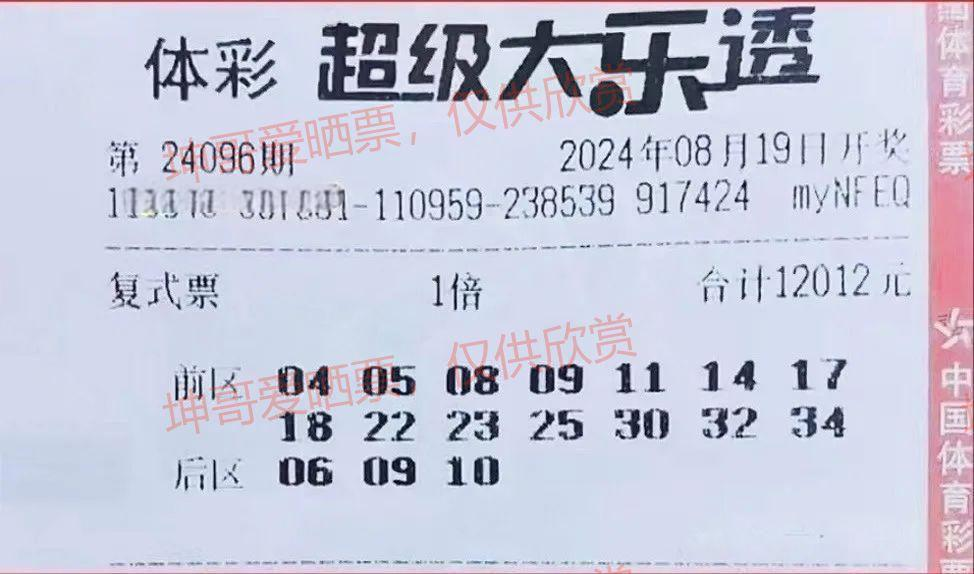 体彩 超级大乐透
第 24096期 2024年08月19日开奖
-110959-238539 917424 myNFEQ
复式票 1倍 合计12012元
前区 04 05 08 09 11 14 17
18 22 23 25 30 32 34
后区 06 09 10
坤哥爱晒票，仅供欣赏
坤哥爱晒票，仅供欣赏
体育彩票
中国体育彩票